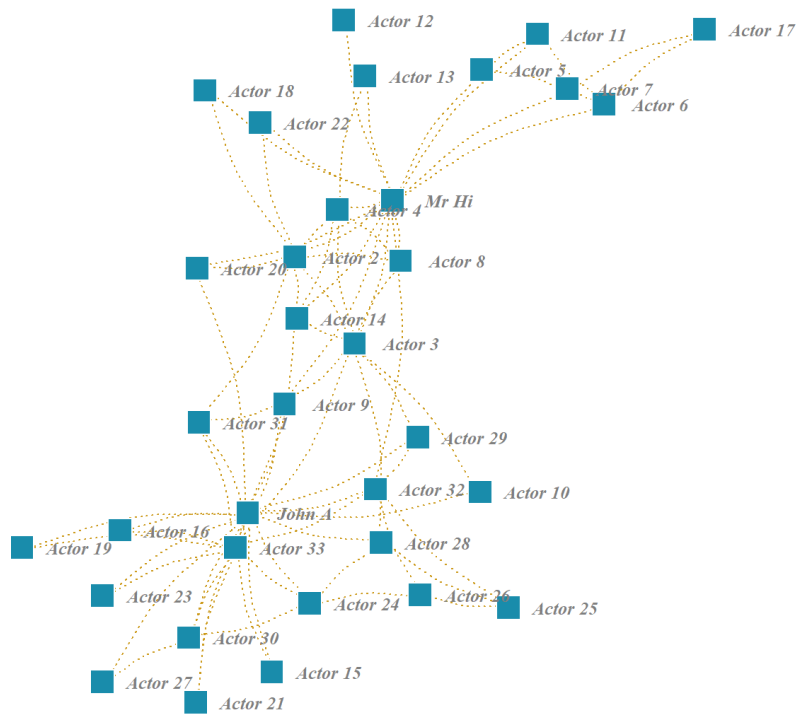 Actor 12
Actor 11
Actor 17
Actor 5
Actor 13
Actor 7
Actor 18
Actor 6
Actor 22
Mr Hi
Actor 4
Actor 2
Actor 8
Actor 20
Actor 14
Actor 3
Actor 9
Actor 31
Actor 29
Actor 32
Actor 10
John A
Actor 16
Actor 19
Actor 33
Actor 28
Actor 23
Actor 24
Actor 26
Actor 25
Actor 30
Actor 15
Actor 27
Actor 21